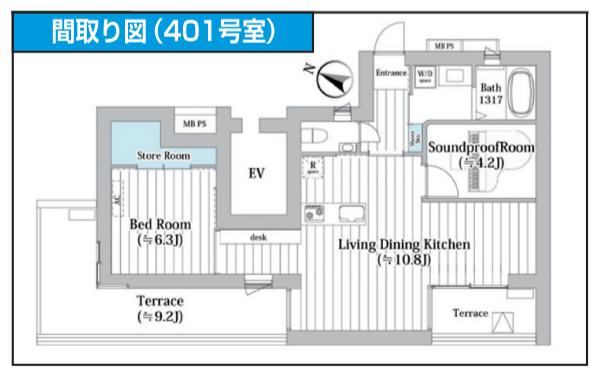 間取り図（401号室）
N
MB PS
Entrance
W/D
space
Bath
1317
MB PS
Store Room
EV
Shoes
Sto.
SoundproofRoom
(≒4.2J)
R
space
AC
Bed Room
(≒6.3J)
desk
Living Dining Kitchen
(≒10.8J)
Terrace
(≒9.2J)
Terrace